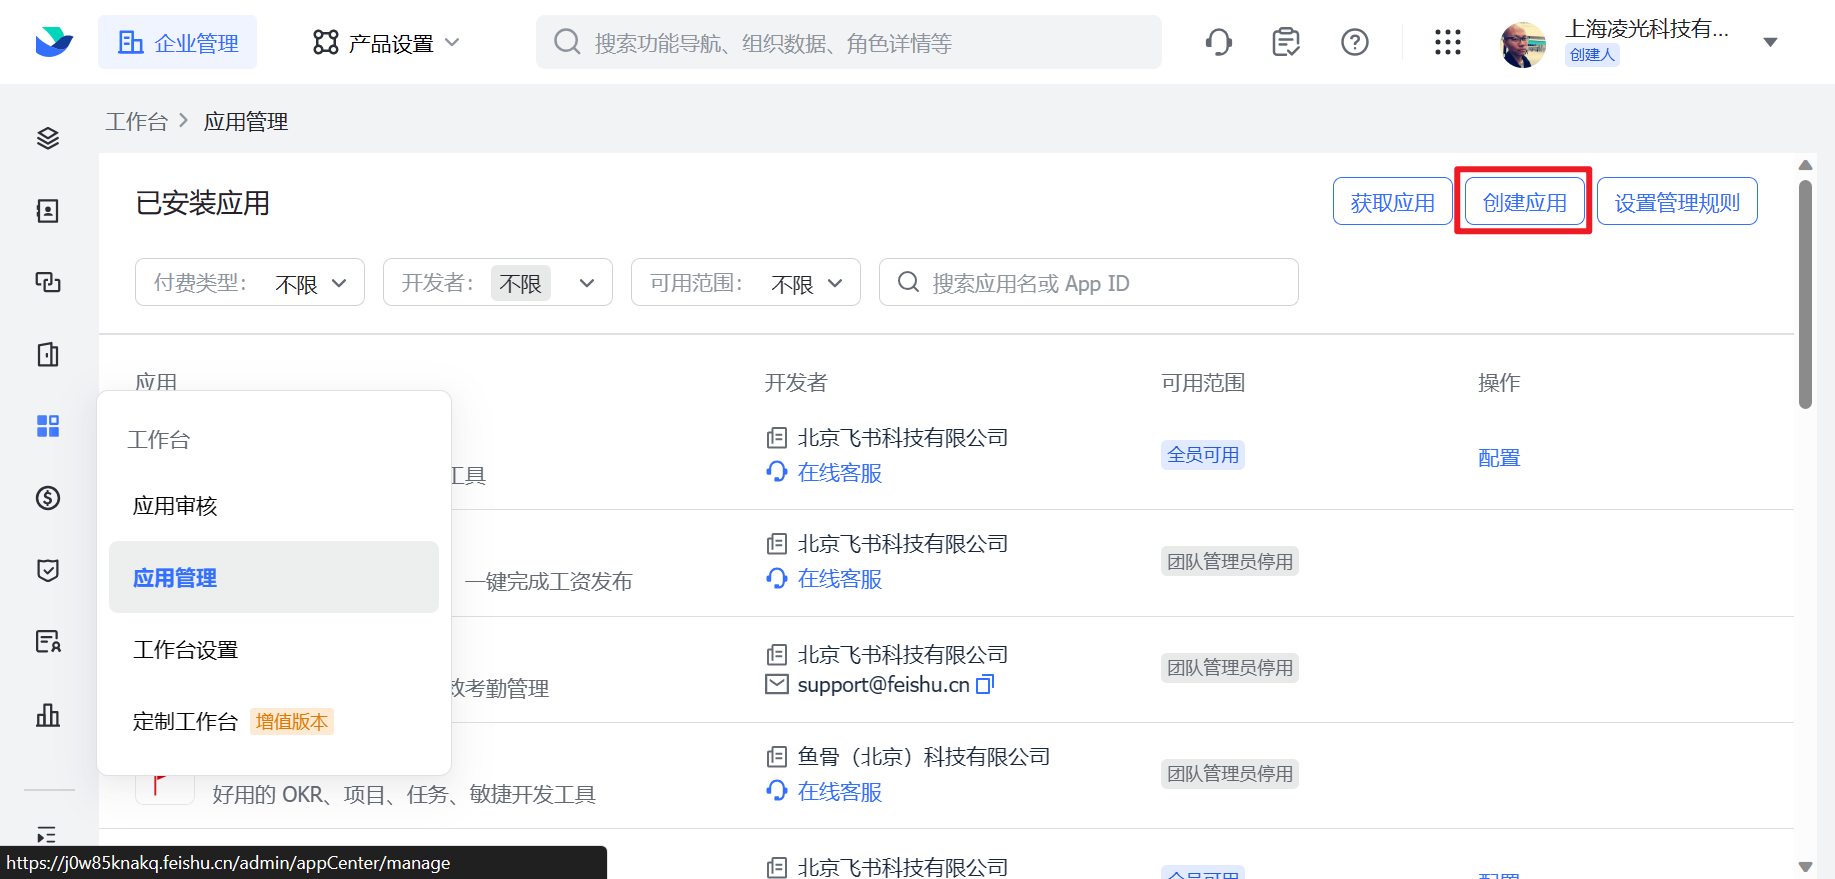 企业管理
产品设置
搜索功能导航、组织数据、角色详情等
上海凌光科技有...
创建人
工作台
应用管理
已安装应用
获取应用
创建应用
设置管理规则
付费类型：
不限
开发者：
不限
可用范围：
不限
搜索应用名或 App ID
应用
开发者
可用范围
操作
工作台
应用审核
应用管理
工作台设置
定制工作台
增值版本
工具
北京飞书科技有限公司
在线客服
全员可用
配置
一键完成工资发布
北京飞书科技有限公司
在线客服
团队管理员停用
效考勤管理
北京飞书科技有限公司
support@feishu.cn
团队管理员停用
好用的 OKR、项目、任务、敏捷开发工具
鱼骨（北京）科技有限公司
在线客服
团队管理员停用
北京飞书科技有限公司
全员可用
配置
https://j0w85knakq.feishu.cn/admin/appCenter/manage